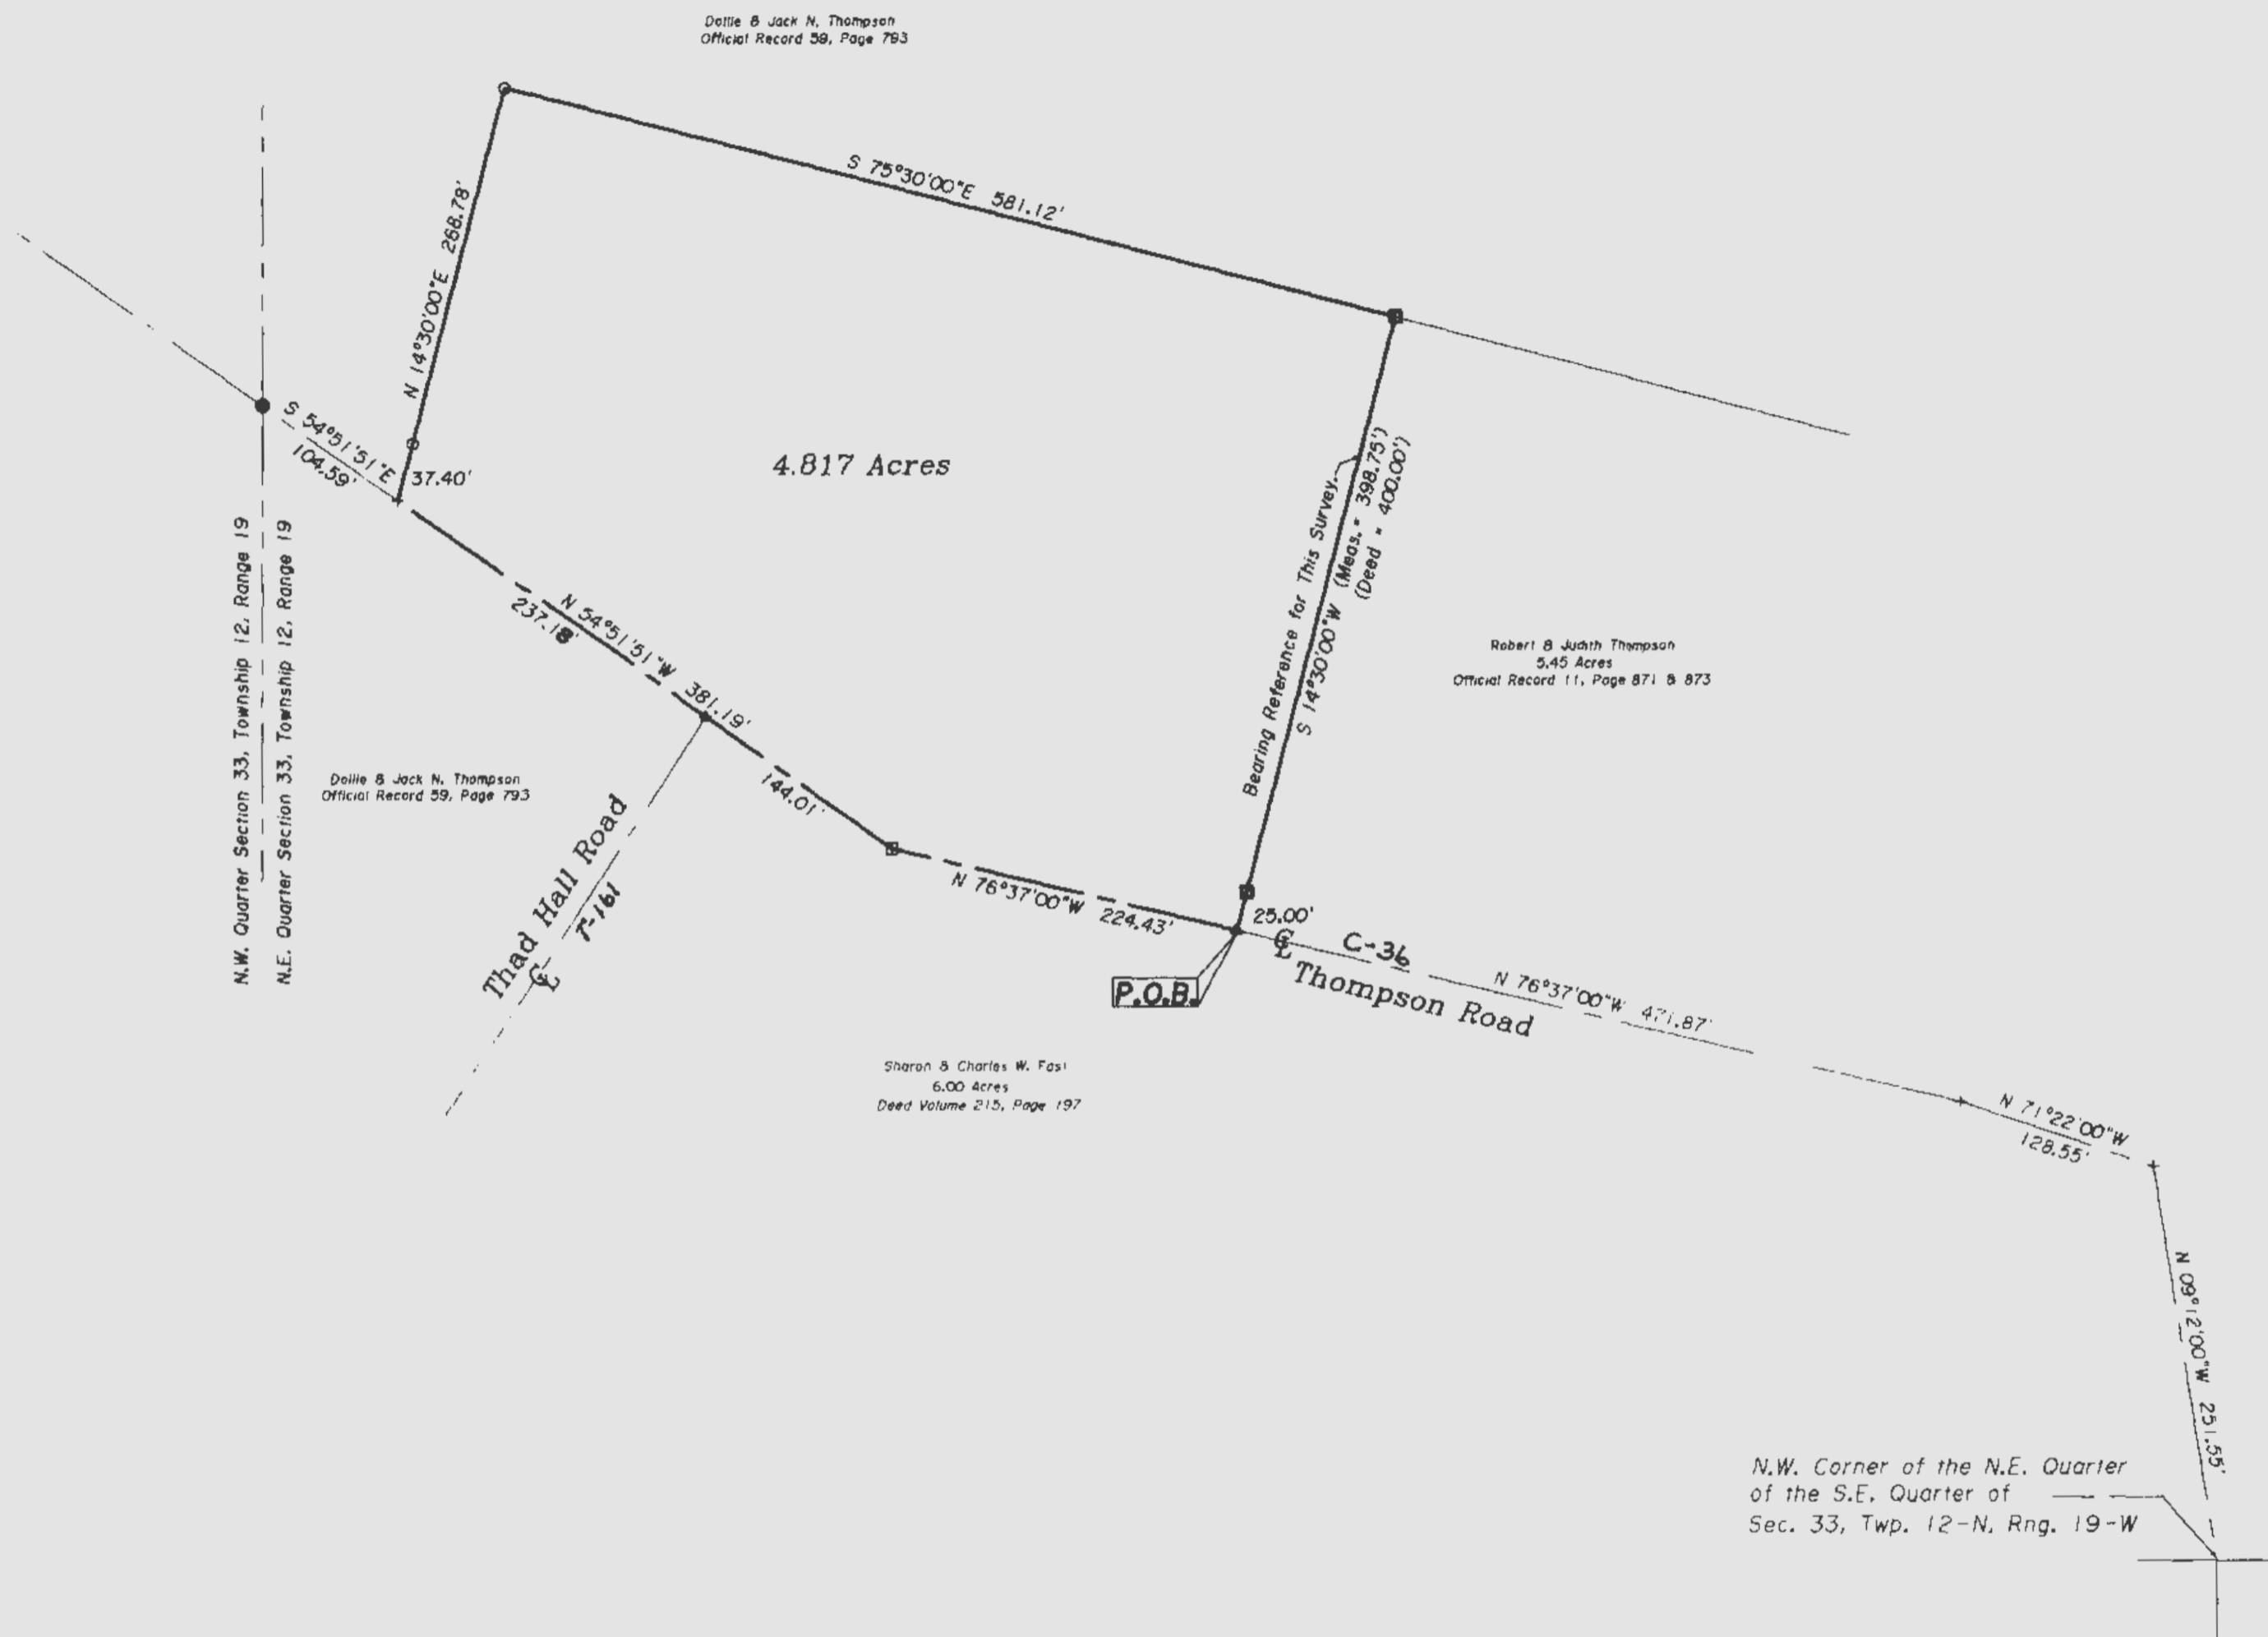 Dollie & Jack N. Thompson
Official Record 59, Page 793
S 75°30'00"E 581.12'
N 14°30'00"E 268.78'
S 54°51'51"E
104.59'
37.40'
4.817 Acres
Bearing Reference for This Survey.
S 14°30'00"W (Meas. = 398.75')
(Deed = 400.00')
N.W. Quarter Section 33, Township 12, Range 19
N.E. Quarter Section 33, Township 12, Range 19
N 54°51'51"W 381.19'
237.18'
144.01'
Robert & Judith Thompson
5.45 Acres
Official Record 11, Page 871 & 873
Dollie & Jack N. Thompson
Official Record 59, Page 793
Thad Hall Road
CL
T-161
N 76°37'00"W 224.43'
25.00'
CL
C-36
Thompson Road
P.O.B.
N 76°37'00"W 471.87'
Sharon & Charles W. Fast
6.00 Acres
Deed Volume 215, Page 197
N 71°22'00"W
128.55'
N 09°12'00"W 251.55'
N.W. Corner of the N.E. Quarter
of the S.E. Quarter of
Sec. 33, Twp. 12-N, Rng. 19-W